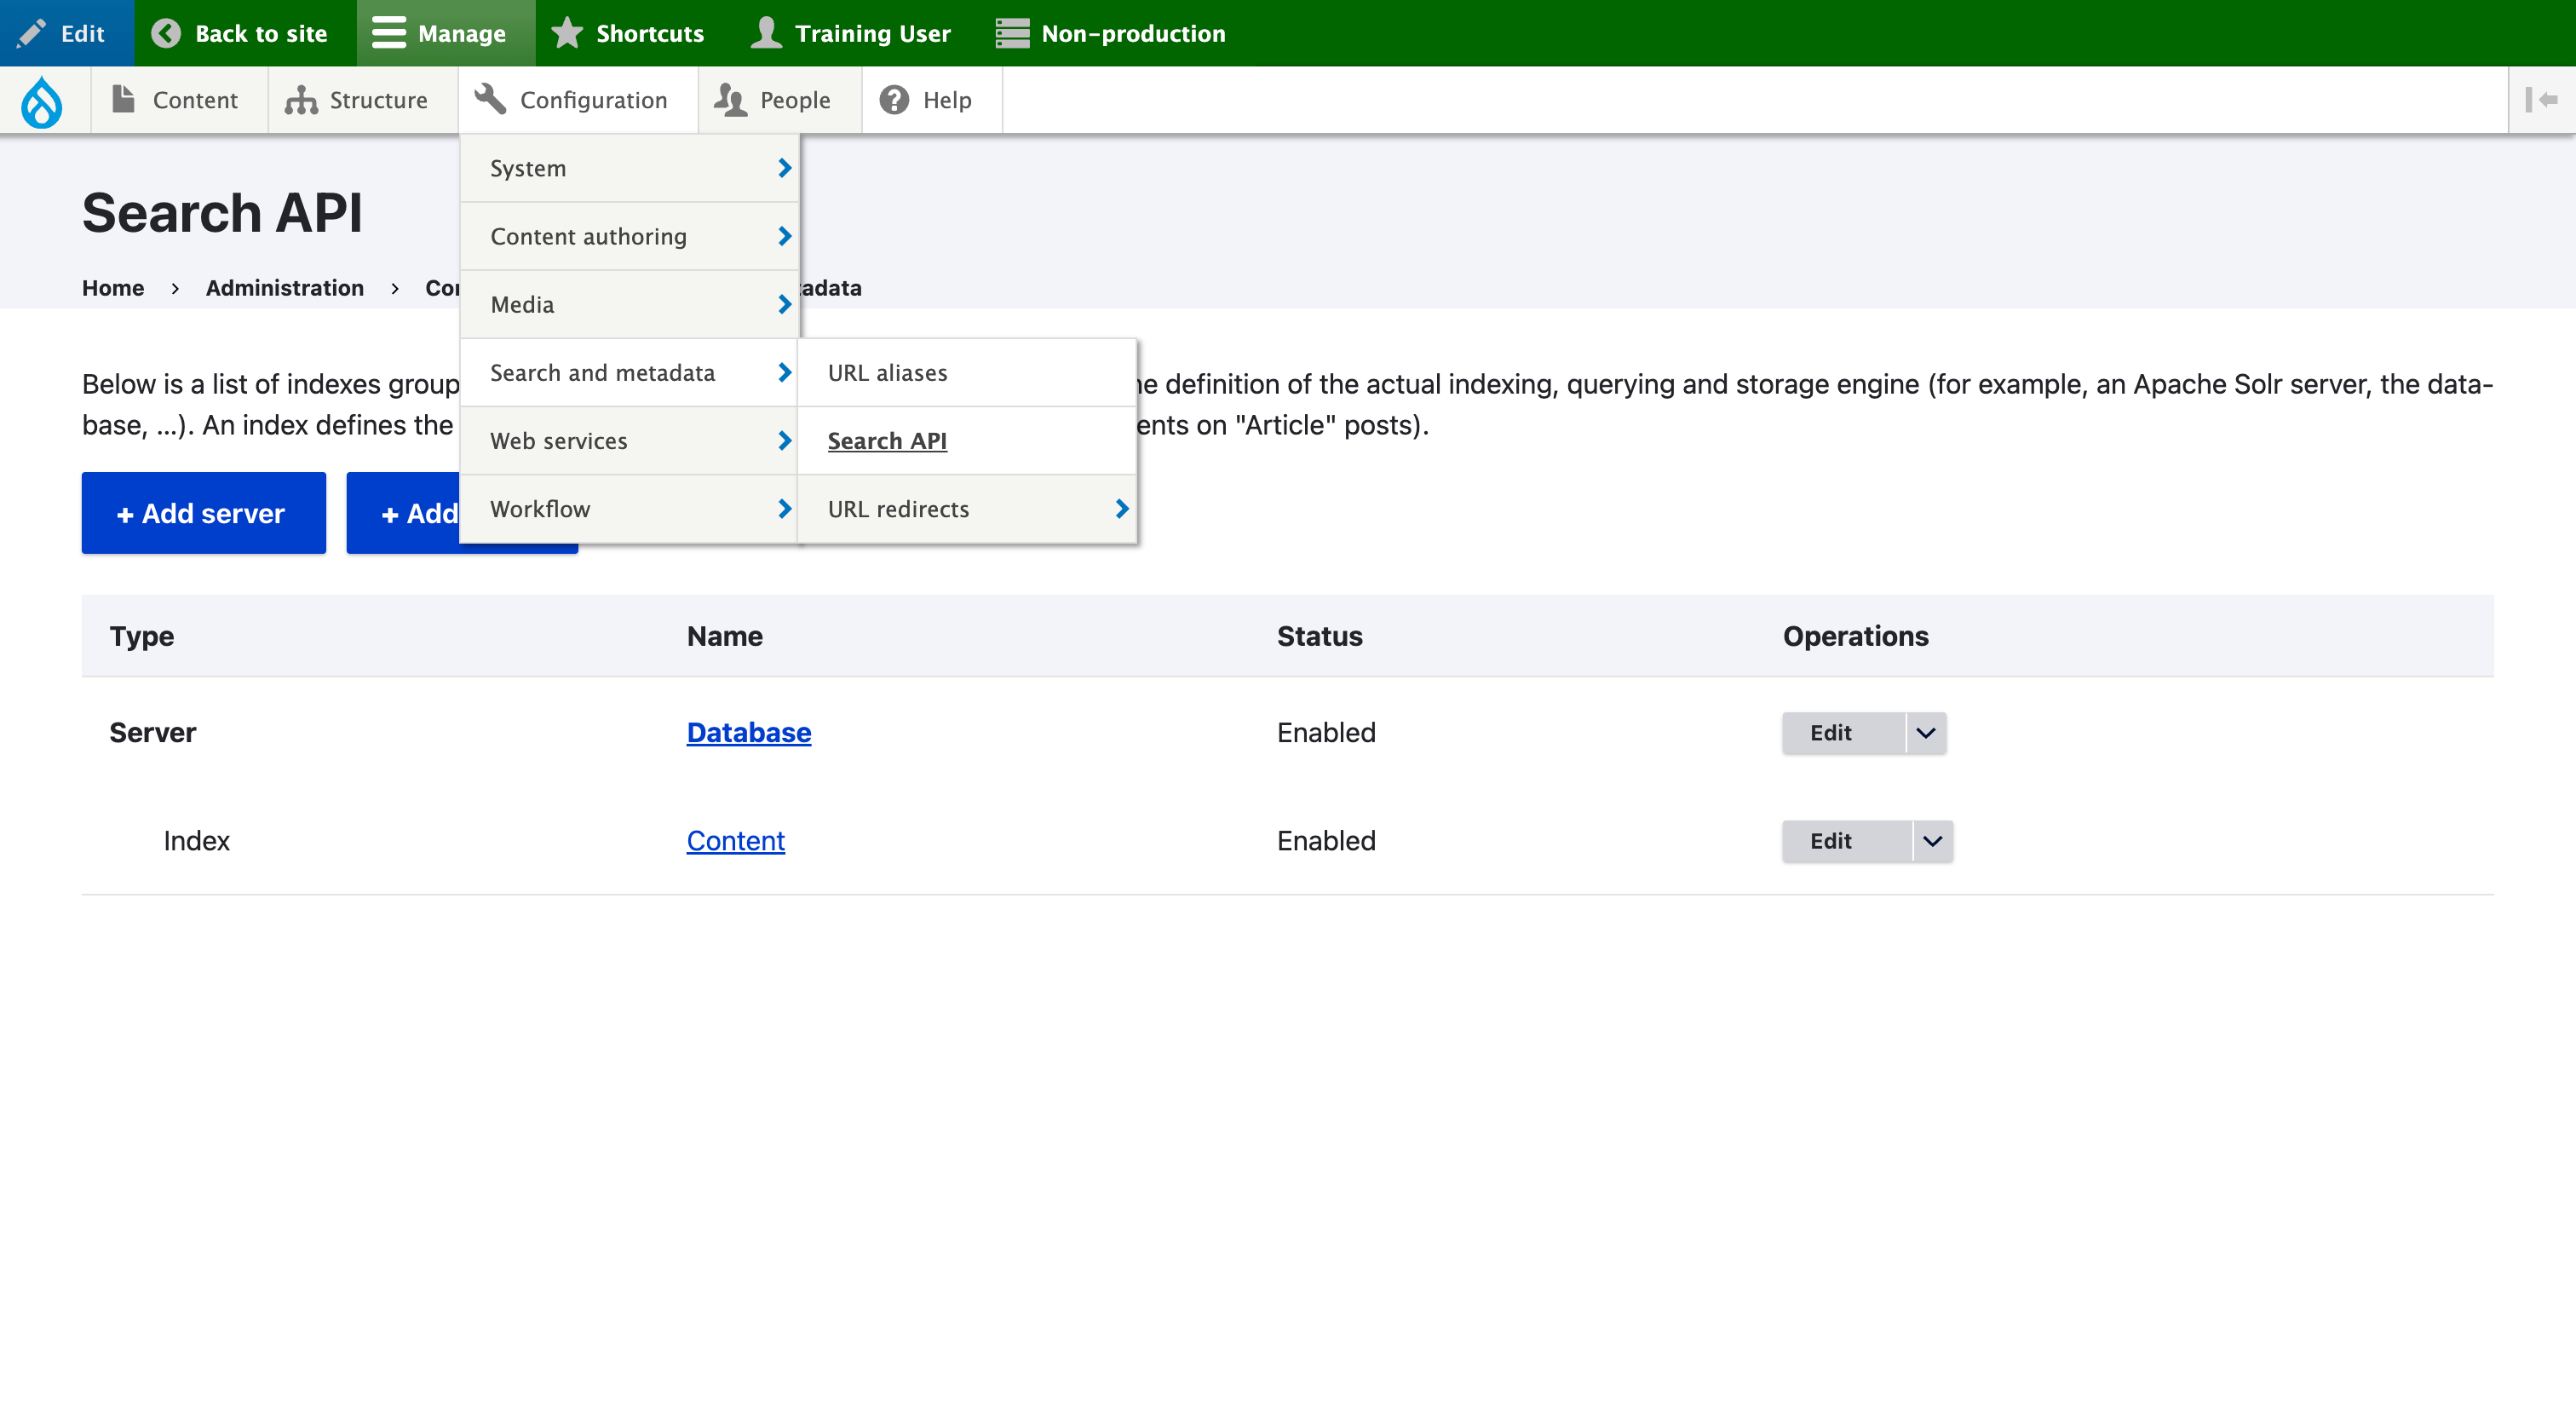 Edit Back to site Manage Shortcuts Training User Non-production
Content Structure Configuration People Help
System
Search API
Content authoring
Home › Administration ›
Media
Search and metadata URL aliases
Below is a list of indexes definition of the actual indexing, querying and storage engine (for example, an Apache Solr server, the data-
base, ...). An index defines the on "Article" posts).
Web services Search API
Workflow URL redirects
+ Add server + Add
Type Name Status Operations
Server Database Enabled Edit
Index Content Enabled Edit